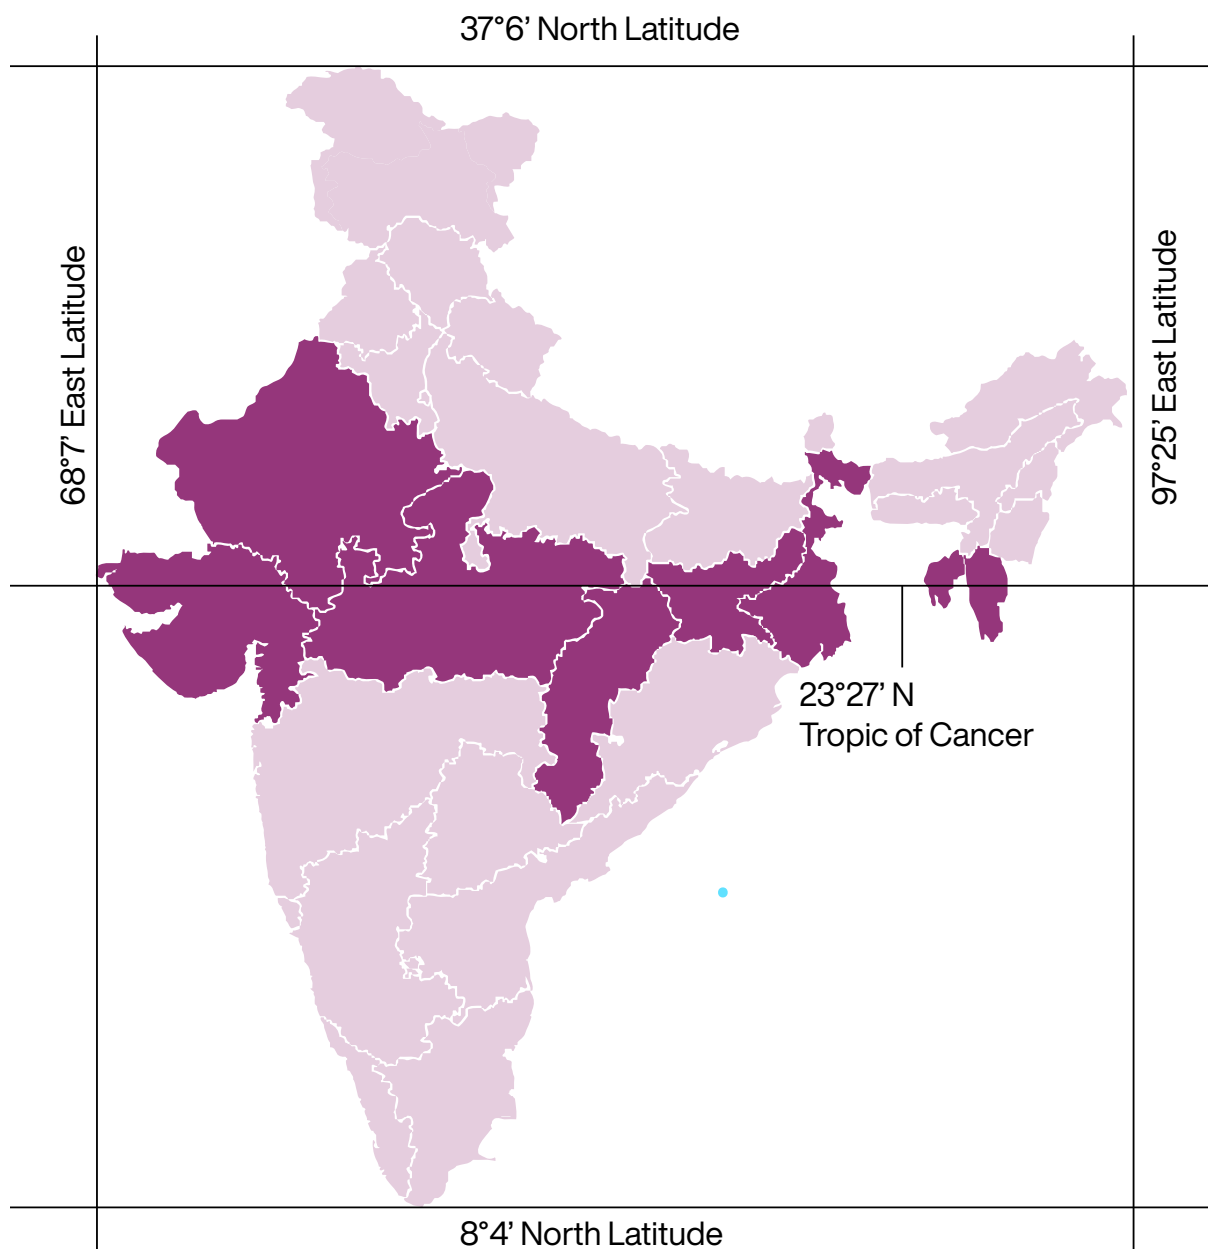 37°6’ North Latitude
68°7’ East Latitude
97°25’ East Latitude
23°27’ N
Tropic of Cancer
8°4’ North Latitude